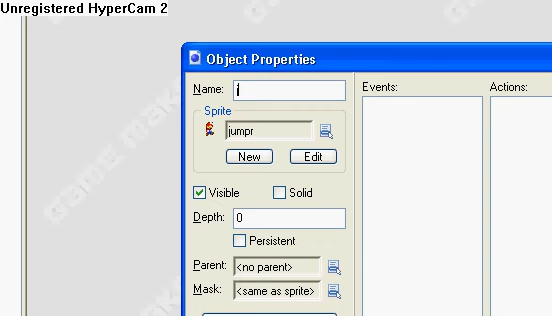 Unregistered HyperCam 2
Object Properties
Name:
Events:
Actions:
Sprite
jumpr
New
Edit
Visible
Solid
Depth: 0
Persistent
Parent: <no parent>
Mask: <same as sprite>